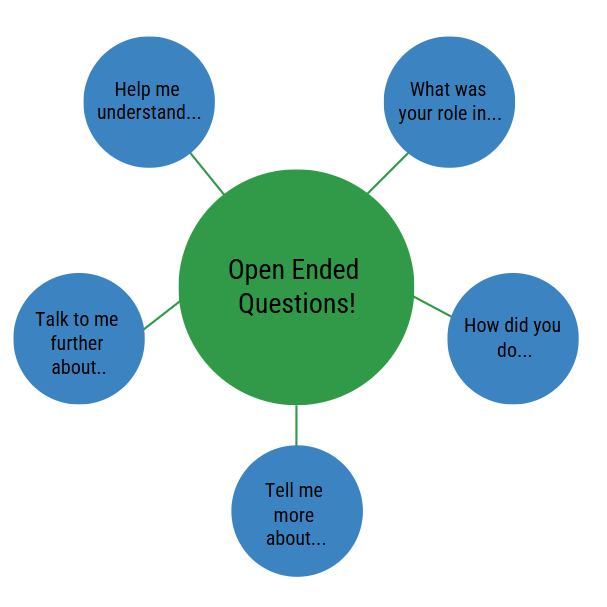 Help me
understand...
What was
your role in...
Open Ended
Questions!
Talk to me
further
about..
How did you
do...
Tell me
more
about...